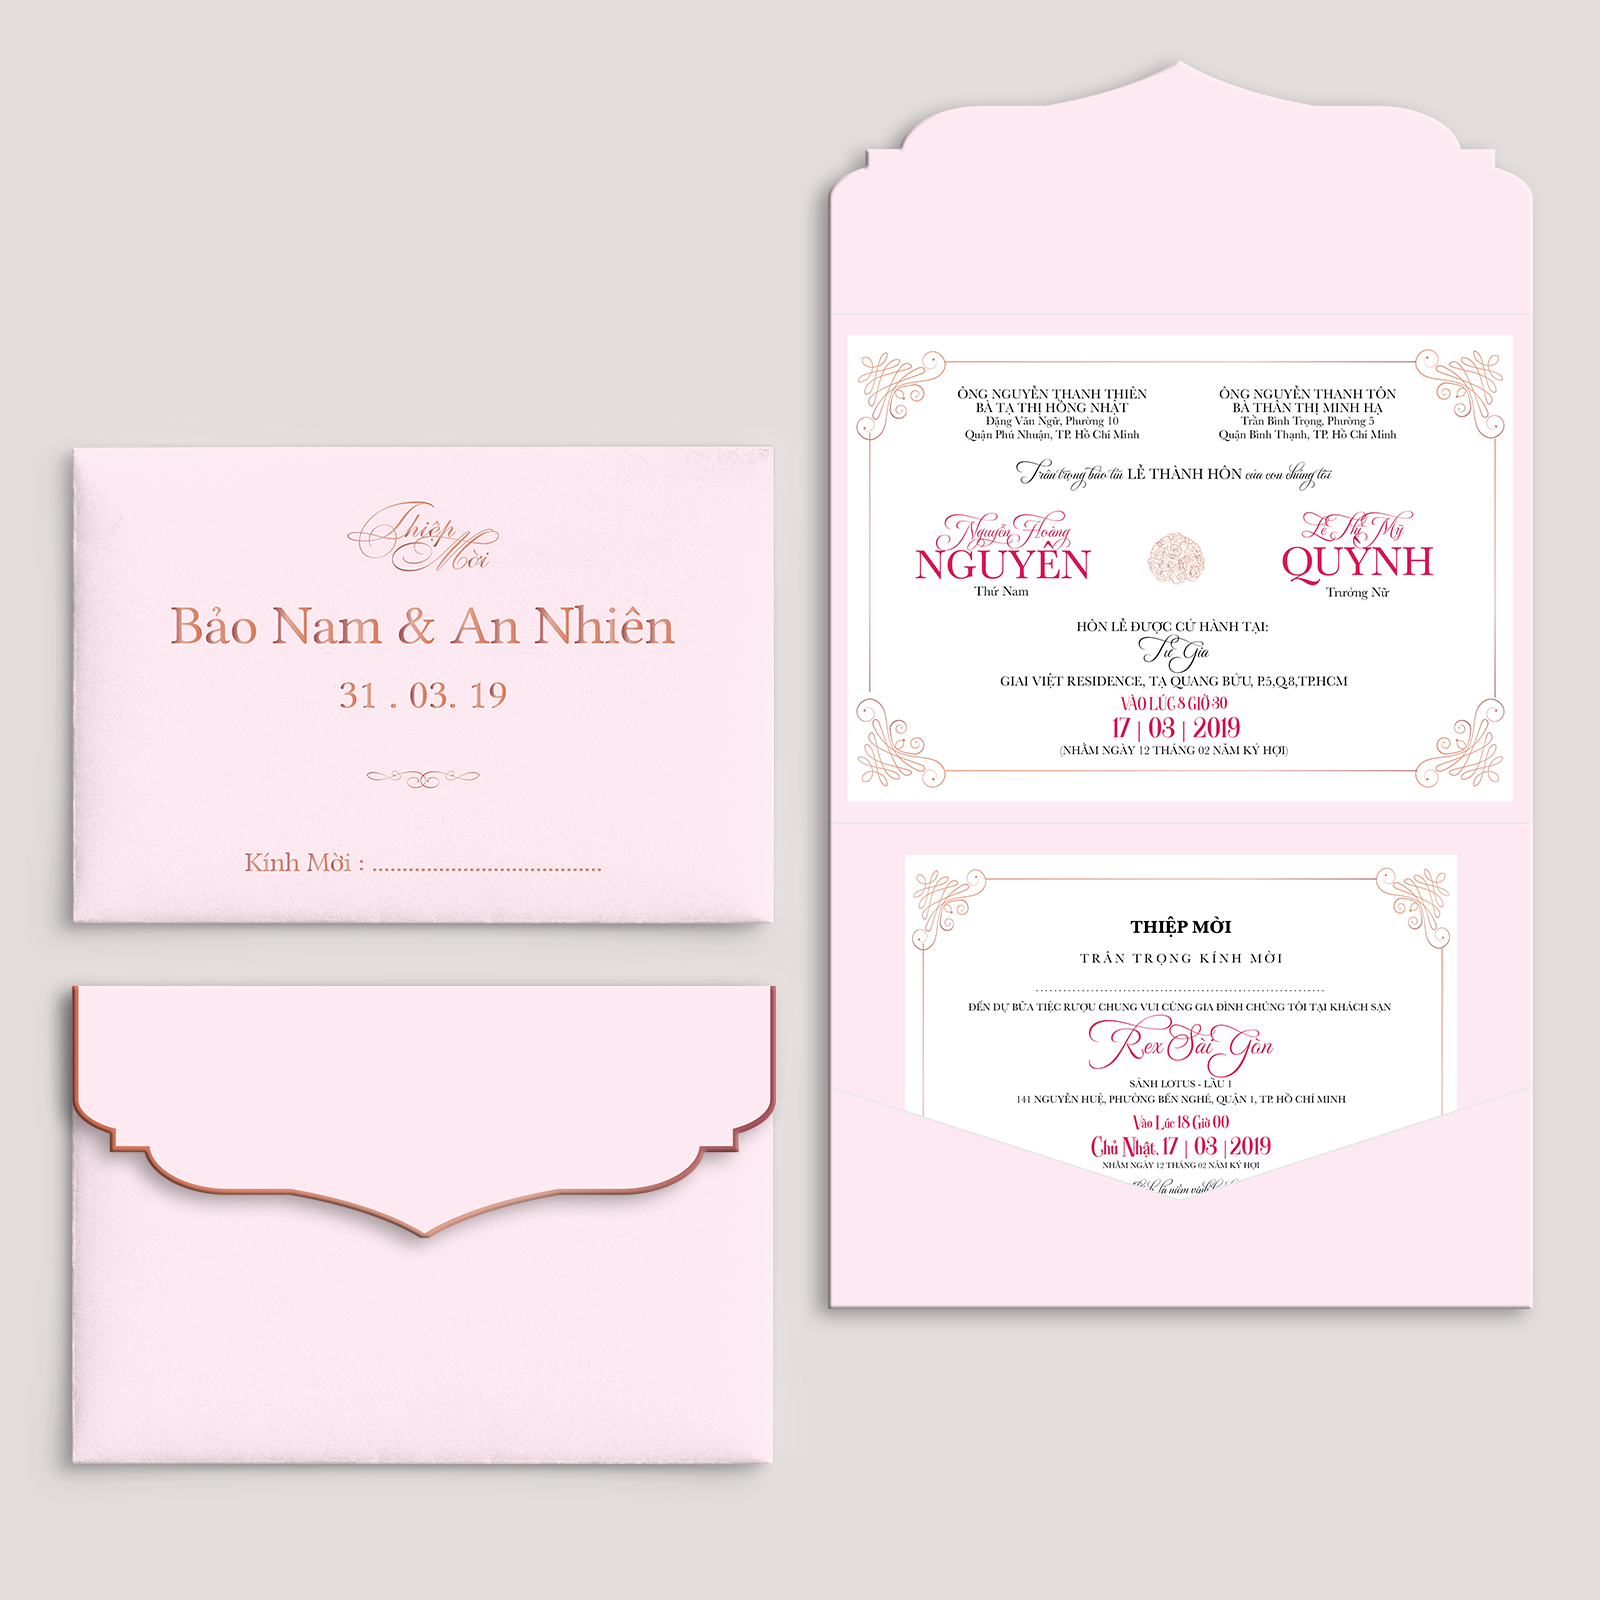 Thiệp
Mời
Bảo Nam & An Nhiên
31 . 03. 19
Kính Mời : ......................................
ÔNG NGUYỄN THANH THIÊN
BÀ TẠ THỊ HỒNG NHẬT
Đặng Văn Ngữ, Phường 10
Quận Phú Nhuận, TP. Hồ Chí Minh
ÔNG NGUYỄN THANH TÔN
BÀ THÂN THỊ MINH HẠ
Trần Bình Trọng, Phường 5
Quận Bình Thạnh, TP. Hồ Chí Minh
Trân trọng báo tin LỄ THÀNH HÔN của con chúng tôi
Nguyễn Hoàng
NGUYÊN
Thứ Nam
Lê Thị Mỹ
QUỲNH
Trưởng Nữ
HÔN LỄ ĐƯỢC CỬ HÀNH TẠI:
Tư Gia
GIAI VIỆT RESIDENCE, TẠ QUANG BỬU, P.5,Q.8,TP.HCM
VÀO LÚC 8 GIỜ 30
17 | 03 | 2019
(NHẰM NGÀY 12 THÁNG 02 NĂM KỶ HỢI)
THIỆP MỜI
TRÂN TRỌNG KÍNH MỜI
................................................................
ĐẾN DỰ BỮA TIỆC RƯỢU CHUNG VUI CÙNG GIA ĐÌNH CHÚNG TÔI TẠI KHÁCH SẠN
Rex Sài Gòn
SẢNH LOTUS - LẦU 1
141 NGUYỄN HUỆ, PHƯỜNG BẾN NGHÉ, QUẬN 1, TP. HỒ CHÍ MINH
Vào Lúc 18 Giờ 00
Chủ Nhật, 17 | 03 | 2019
NHẰM NGÀY 12 THÁNG 02 NĂM KỶ HỢI
là niềm vinh